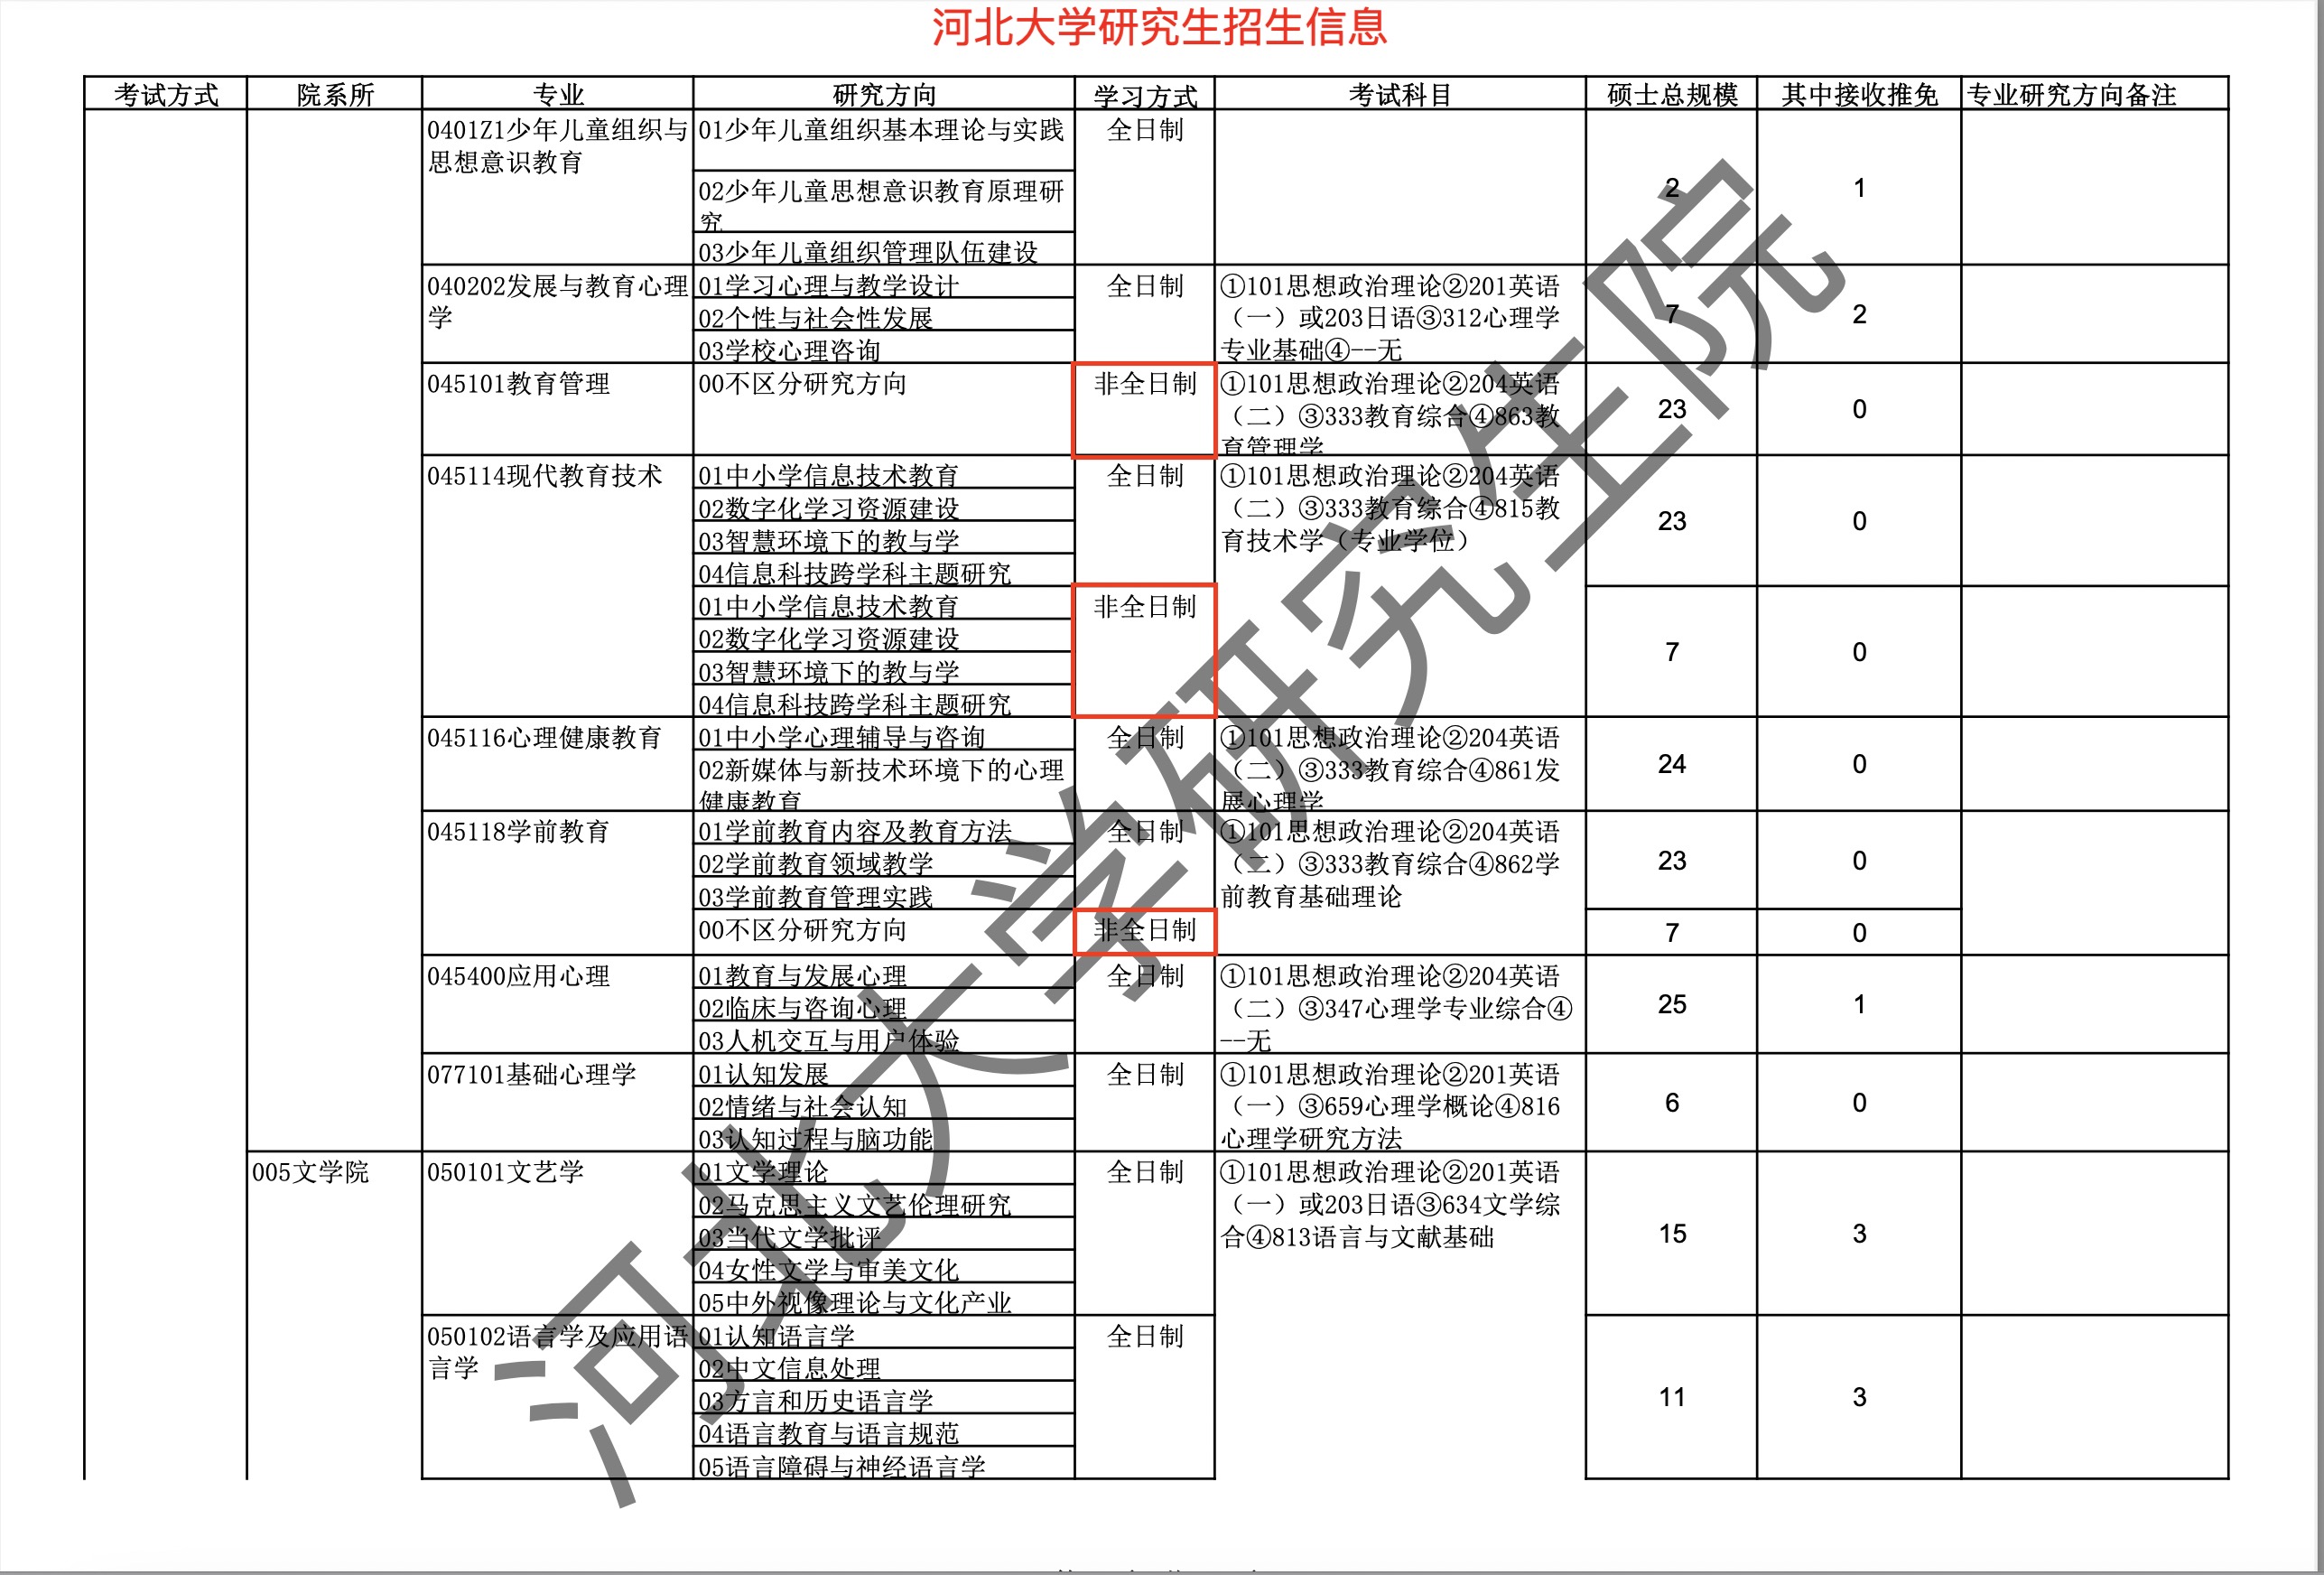 河北大学研究生招生信息
考试方式 院系所 专业 研究方向 学习方式 考试科目 硕士总规模 其中接收推免 专业研究方向备注
0401Z1少年儿童组织与
思想意识教育
01少年儿童组织基本理论与实践
02少年儿童思想意识教育原理研
究
03少年儿童组织管理队伍建设
全日制
2
1
040202发展与教育心理
学
01学习心理与教学设计
02个性与社会性发展
03学校心理咨询
全日制
①101思想政治理论②201英语
（一）或203日语③312心理学
专业基础④--无
7
2
045101教育管理
00不区分研究方向
非全日制
①101思想政治理论②204英语
（二）③333教育综合④863教
育管理学
23
0
045114现代教育技术
01中小学信息技术教育
02数字化学习资源建设
03智慧环境下的教与学
04信息科技跨学科主题研究
全日制
①101思想政治理论②204英语
（二）③333教育综合④815教
育技术学（专业学位）
23
0
01中小学信息技术教育
02数字化学习资源建设
03智慧环境下的教与学
04信息科技跨学科主题研究
非全日制
7
0
045116心理健康教育
01中小学心理辅导与咨询
02新媒体与新技术环境下的心理
健康教育
全日制
①101思想政治理论②204英语
（二）③333教育综合④861发
展心理学
24
0
045118学前教育
01学前教育内容及教育方法
02学前教育领域教学
03学前教育管理实践
全日制
①101思想政治理论②204英语
（二）③333教育综合④862学
前教育基础理论
23
0
00不区分研究方向
非全日制
7
0
045400应用心理
01教育与发展心理
02临床与咨询心理
03人机交互与用户体验
全日制
①101思想政治理论②204英语
（二）③347心理学专业综合④
--无
25
1
077101基础心理学
01认知发展
02情绪与社会认知
03认知过程与脑功能
全日制
①101思想政治理论②201英语
（一）③659心理学概论④816
心理学研究方法
6
0
005文学院
050101文艺学
01文学理论
02马克思主义文艺伦理研究
03当代文学批评
04女性文学与审美文化
05中外视像理论与文化产业
全日制
①101思想政治理论②201英语
（一）或203日语③634文学综
合④813语言与文献基础
15
3
050102语言学及应用语
言学
01认知语言学
02中文信息处理
03方言和历史语言学
04语言教育与语言规范
05语言障碍与神经语言学
全日制
11
3
河北大学研究生院